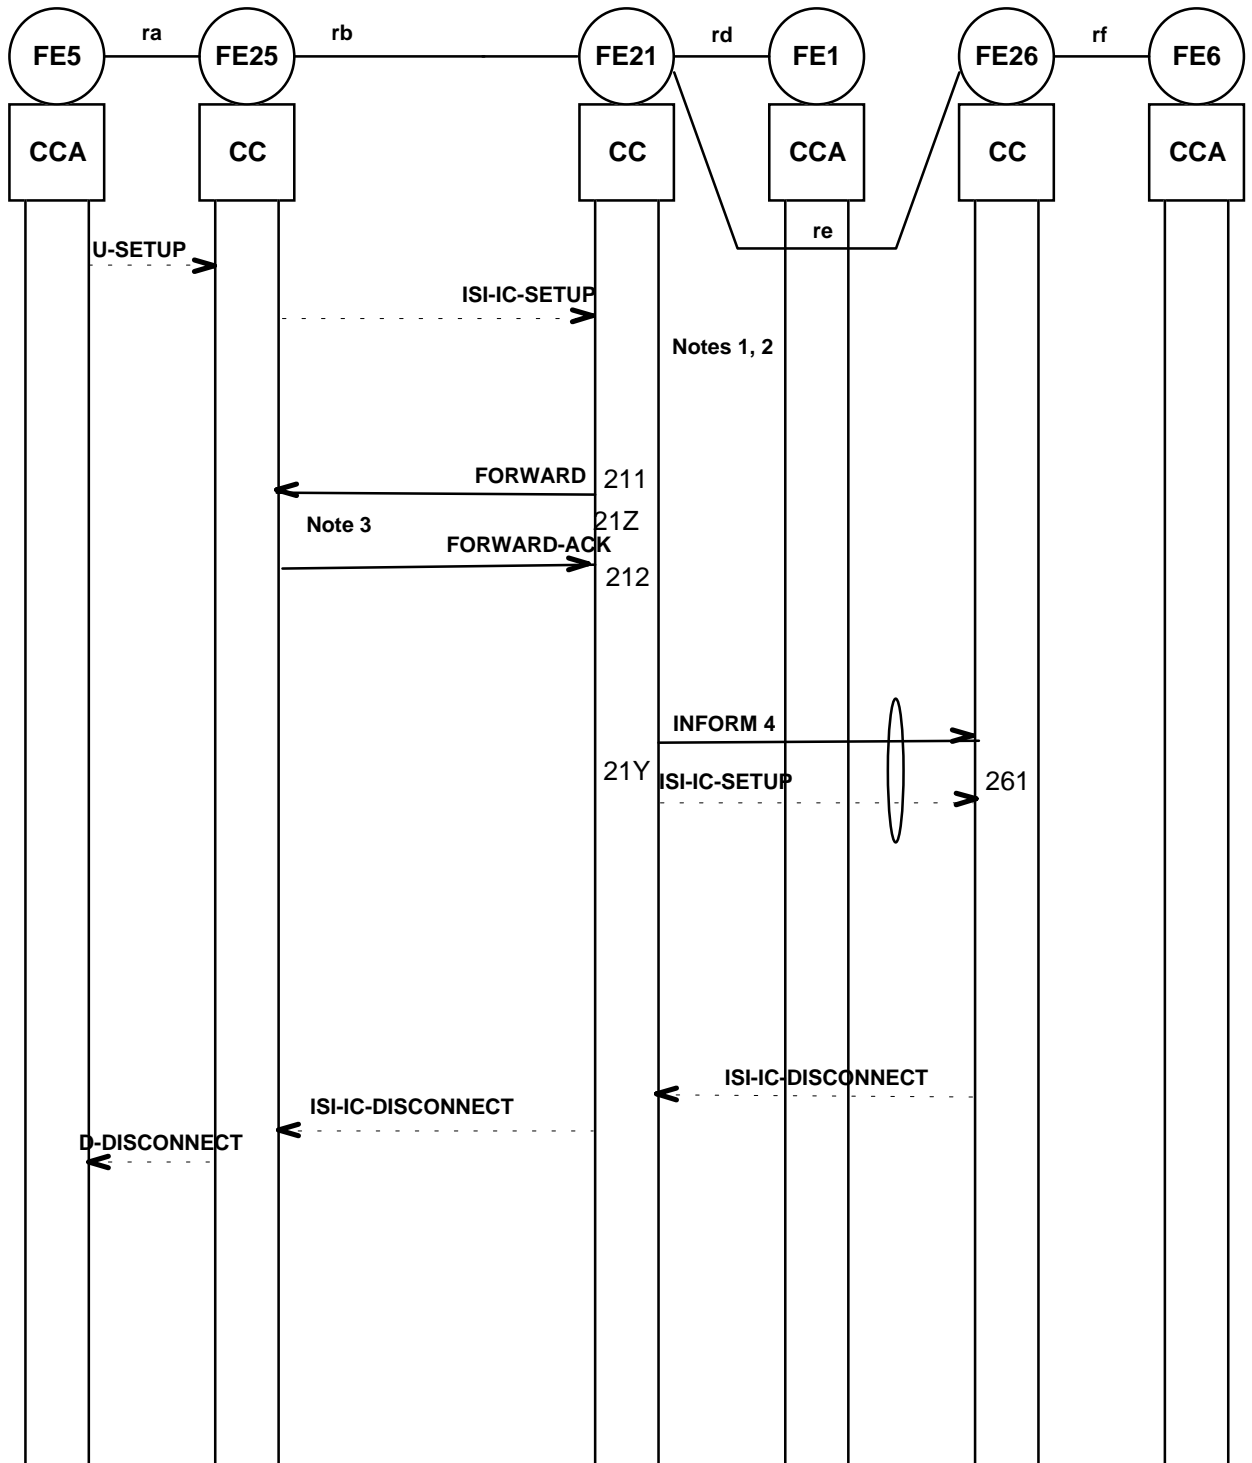 ra rb rd rf
FE5 FE25 FE21 FE1 FE26 FE6
CCA CC CC CCA CC CCA
re
U-SETUP
ISI-IC-SETUP
Notes 1, 2
FORWARD 211
Note 3 21Z
FORWARD-ACK
212
INFORM 4
21Y ISI-IC-SETUP 261
ISI-IC-DISCONNECT
ISI-IC-DISCONNECT
D-DISCONNECT